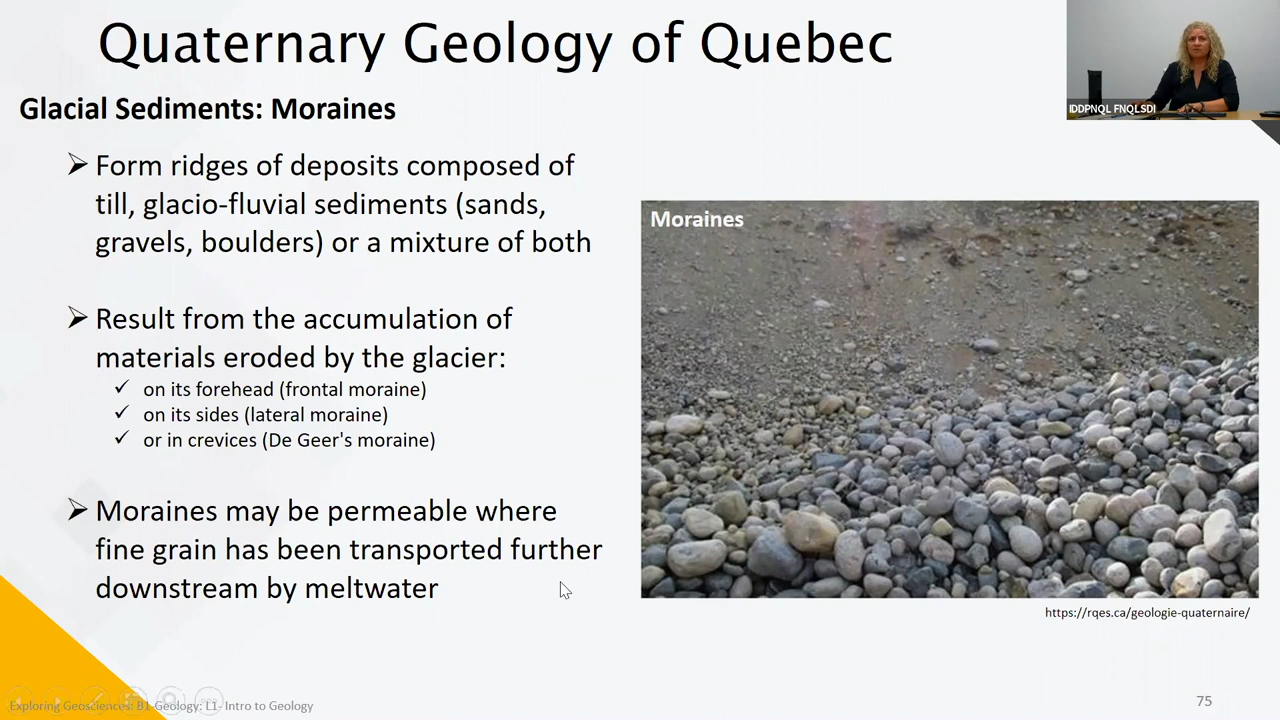 Quaternary Geology of Quebec
IDDPNQL FNQLSDI
Glacial Sediments: Moraines
➢ Form ridges of deposits composed of
till, glacio-fluvial sediments (sands,
gravels, boulders) or a mixture of both
➢ Result from the accumulation of
materials eroded by the glacier:
✓ on its forehead (frontal moraine)
✓ on its sides (lateral moraine)
✓ or in crevices (De Geer's moraine)
➢ Moraines may be permeable where
fine grain has been transported further
downstream by meltwater
Moraines
https://rqes.ca/geologie-quaternaire/
Exploring Geosciences: B1-Geology: L1- Intro to Geology
75